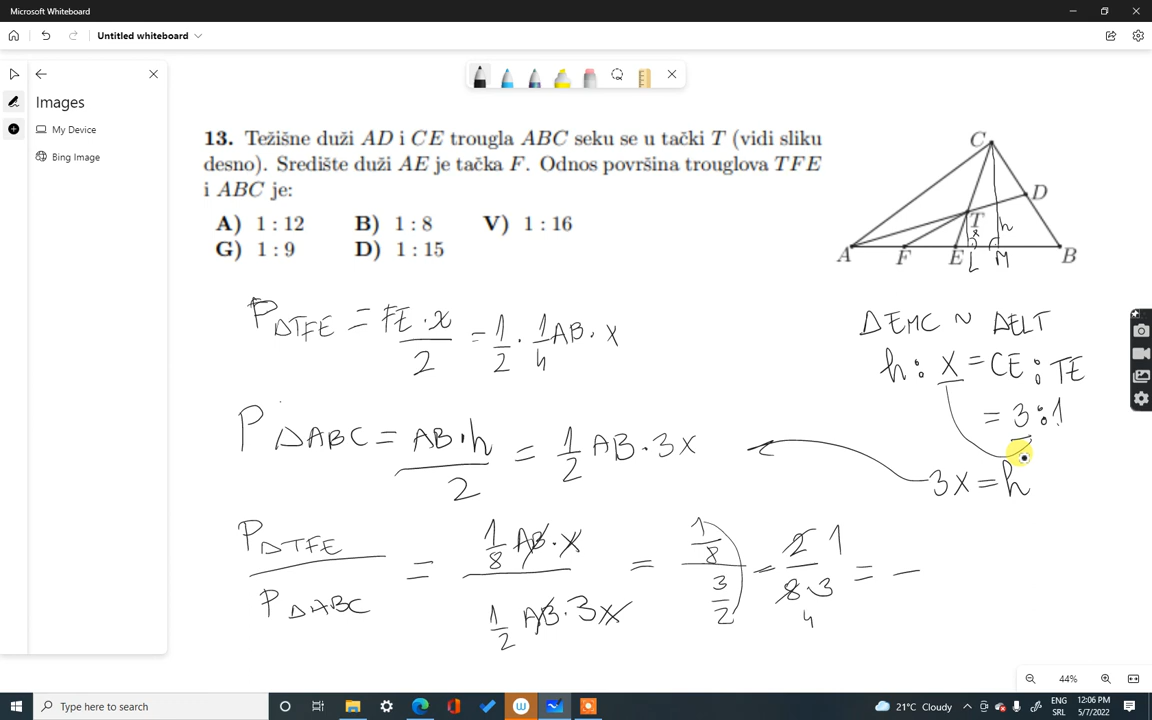 Microsoft Whiteboard
Untitled whiteboard
Images
My Device
Bing Image
13. Težišne duži AD i CE trougla ABC seku se u tački T (vidi sliku
desno). Središte duži AE je tačka F. Odnos površina trouglova TFE
i ABC je:
A) 1 : 12 B) 1 : 8 V) 1 : 16
G) 1 : 9 D) 1 : 15
C
D
T
h
x
A F E L M B
P△TFE = FE·x/2 = 1/2 · 1/4 AB · x
△EMC ~ △ELT
h : x = CE : TE
= 3 : 1
3x = h
P△ABC = AB·h/2 = 1/2 AB · 3x
P△TFE/P△ABC = 1/8 AB·x / 1/2 AB·3x = 1/8 / 3/2 = 2 1/8·3 4 = —
44%
Type here to search
21°C Cloudy
ENG
SRL
12:06 PM
5/7/2022